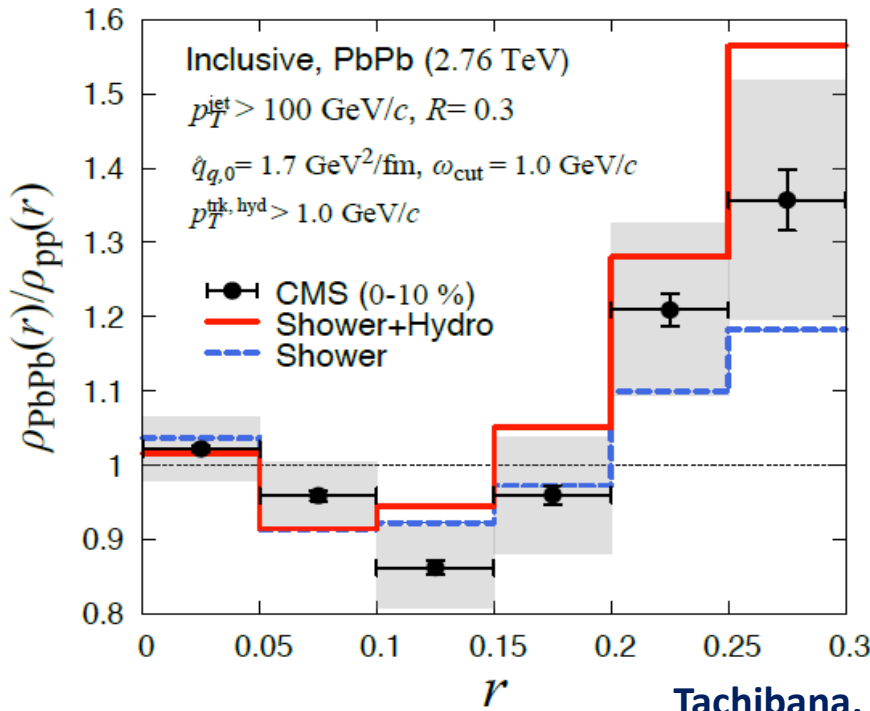 1.6
1.5
1.4
1.3
1.2
1.1
1
0.9
0.8
ρPbPb(r)/ρpp(r)
Inclusive, PbPb (2.76 TeV)
p_T^jet > 100 GeV/c, R= 0.3
q̂_q,0 = 1.7 GeV²/fm, ω_cut = 1.0 GeV/c
p_T^trk, hyd > 1.0 GeV/c
CMS (0-10 %)
Shower+Hydro
Shower
0 0.05 0.1 0.15 0.2 0.25 0.3
r
Tachibana,